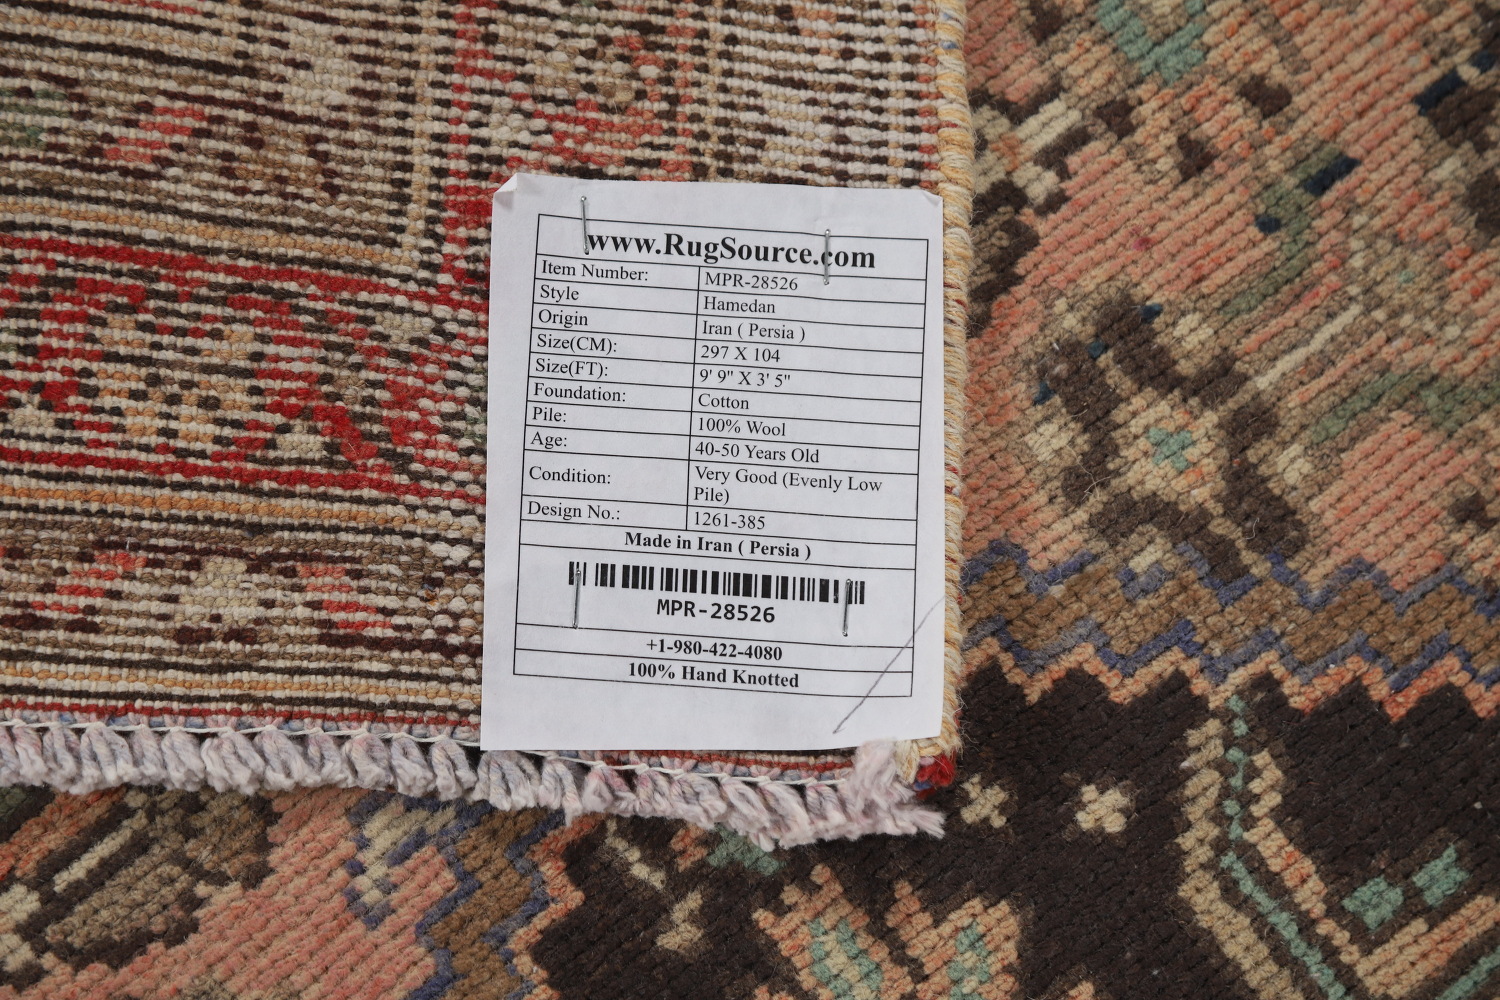 www.RugSource.com
Item Number: MPR-28526
Style Hamedan
Origin Iran ( Persia )
Size(CM): 297 X 104
Size(FT): 9' 9" X 3' 5"
Foundation: Cotton
Pile: 100% Wool
Age: 40-50 Years Old
Condition: Very Good (Evenly Low
Pile)
Design No.: 1261-385
Made in Iran ( Persia )
MPR-28526
+1-980-422-4080
100% Hand Knotted